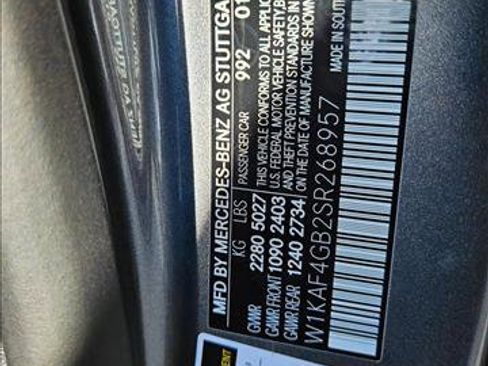 MFD BY MERCEDES-BENZ AG STUTTGA
KG LBS PASSENGER CAR 992 01
GVWR 2280 5027 THIS VEHICLE CONFORMS TO ALL APPLIC
GAWR FRONT 1090 2403 U.S. FEDERAL MOTOR VEHICLE SAFETY, B
GAWR REAR 1240 2734 AND THEFT PREVENTION STANDARDS IN
ON THE DATE OF MANUFACTURE SHOWN
W1KAF4GB2SR268957 MADE IN SOUT